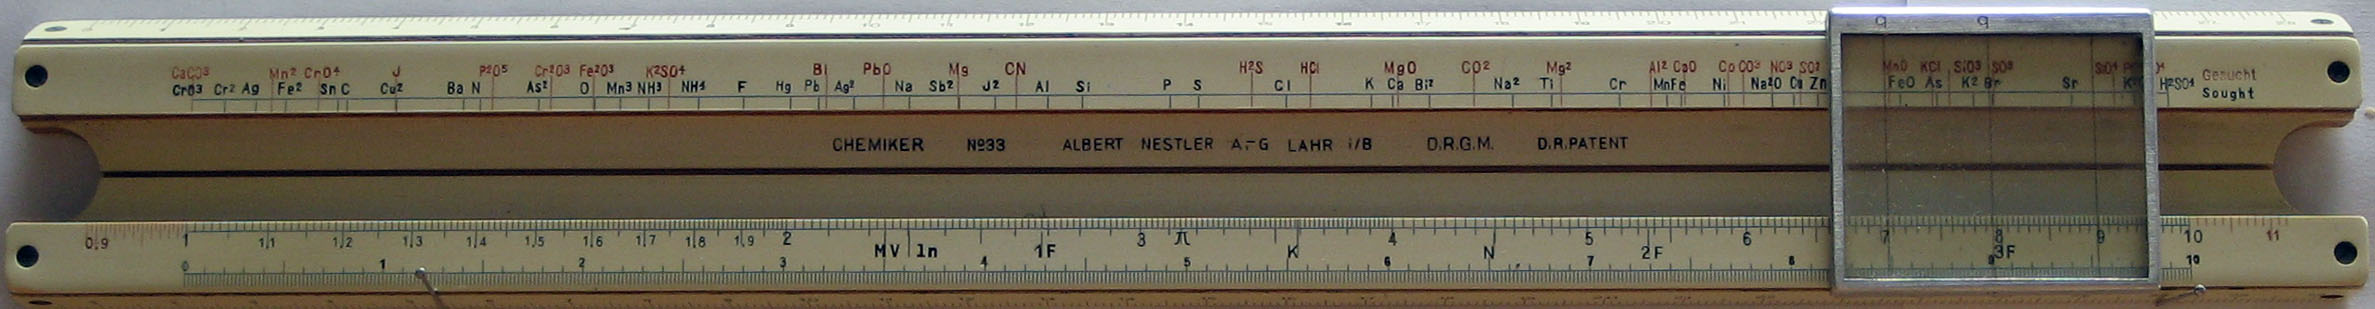 q q
CaCO³ Mn² CrO⁴ J P²O⁵ Cr²O³ Fe²O³ K²SO⁴ Bi PbO Mg CN H²S HCl MgO CO² Mg² Al² CaO Co CO³ NO³ SO² MnO KCl SiO³ SO³ SiO⁴ Gesucht
CrO³ Cr² Ag Fe² Sn C Cu² Ba N As² O Mn³ NH³ NH⁴ F Hg Pb Ag² Na Sb² J² Al Si P S Cl K Ca Bi² Na² Ti Cr Mn Fe Ni Na²O Cu Zn FeO As K² Br Sr H²SO⁴ Sought
CHEMIKER Nº33 ALBERT NESTLER A.-G LAHR i/B D.R.G.M. D.R.PATENT
0,9 1 1,1 1,2 1,3 1,4 1,5 1,6 1,7 1,8 1,9 2 3 π 4 5 6 7 8 9 10 11
MV ln 1F K N 2F 3F
0 1 2 3 4 5 6 7 8 9 10